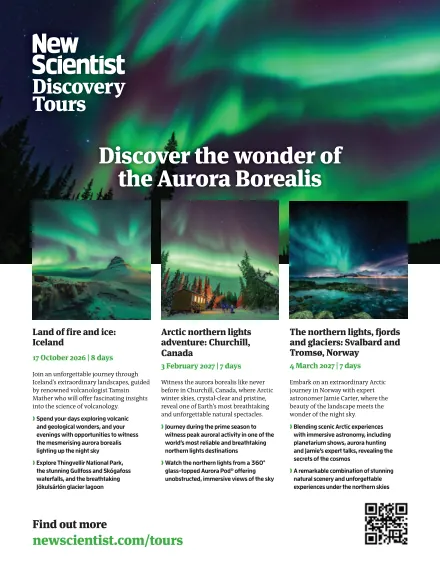 New
Scientist
Discovery
Tours
Discover the wonder of
the Aurora Borealis
Land of fire and ice:
Iceland
17 October 2026 | 8 days
Join an unforgettable journey through
Iceland's extraordinary landscapes, guided
by renowned volcanologist Tamsin
Mather who will offer fascinating insights
into the science of volcanology.
› Spend your days exploring volcanic
and geological wonders, and your
evenings with opportunities to witness
the mesmerising aurora borealis
lighting up the night sky
› Explore Thingvellir National Park,
the stunning Gullfoss and Skógafoss
waterfalls, and the breathtaking
Jökulsárlón glacier lagoon
Arctic northern lights
adventure: Churchill,
Canada
3 February 2027 | 7 days
Witness the aurora borealis like never
before in Churchill, Canada, where Arctic
winter skies, crystal-clear and pristine,
reveal one of Earth's most breathtaking
and unforgettable natural spectacles.
› Journey during the prime season to
witness peak auroral activity in one of the
world's most reliable and breathtaking
northern lights destinations
› Watch the northern lights from a 360°
glass-topped Aurora Pod® offering
unobstructed, immersive views of the sky
The northern lights, fjords
and glaciers: Svalbard and
Tromsø, Norway
4 March 2027 | 7 days
Embark on an extraordinary Arctic
journey in Norway with expert
astronomer Jamie Carter, where the
beauty of the landscape meets the
wonder of the night sky.
› Blending scenic Arctic experiences
with immersive astronomy, including
planetarium shows, aurora hunting
and Jamie's expert talks, revealing the
secrets of the cosmos
› A remarkable combination of stunning
natural scenery and unforgettable
experiences under the northern skies
Find out more
newscientist.com/tours